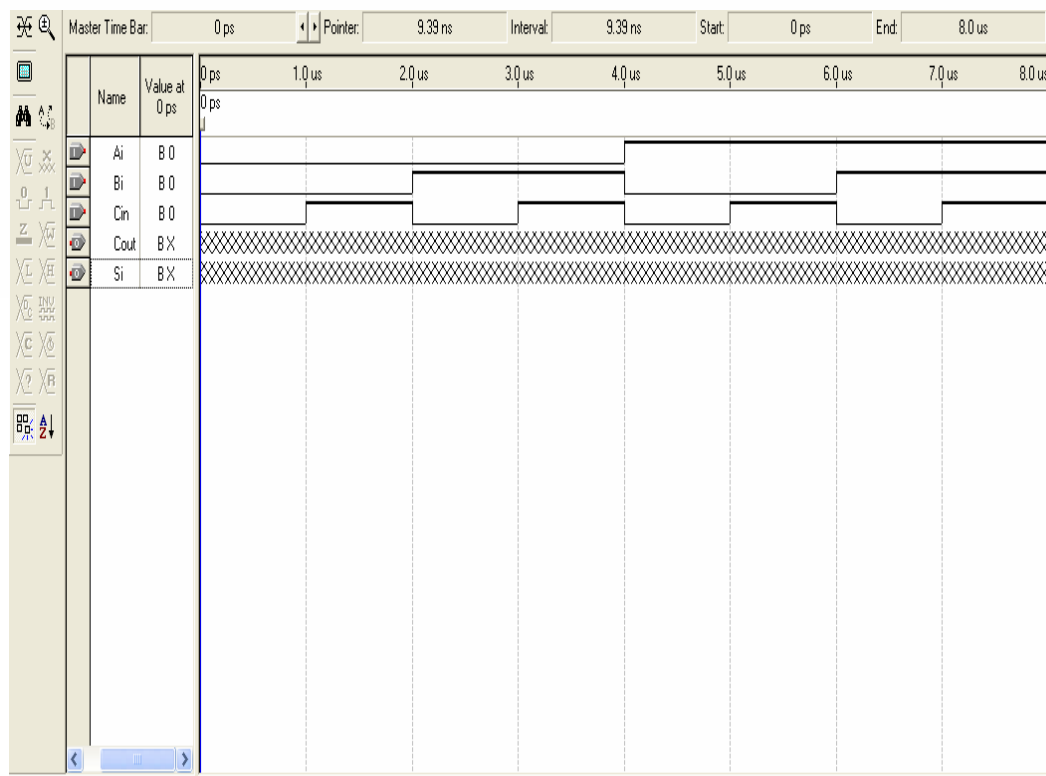 Master Time Bar: 0 ps Pointer: 9.39 ns Interval: 9.39 ns Start: 0 ps End: 8.0 us
Name Value at 0 ps
0 ps 1.0 us 2.0 us 3.0 us 4.0 us 5.0 us 6.0 us 7.0 us 8.0 us
0 ps
Ai B 0
Bi B 0
Cin B 0
Cout B X
Si B X